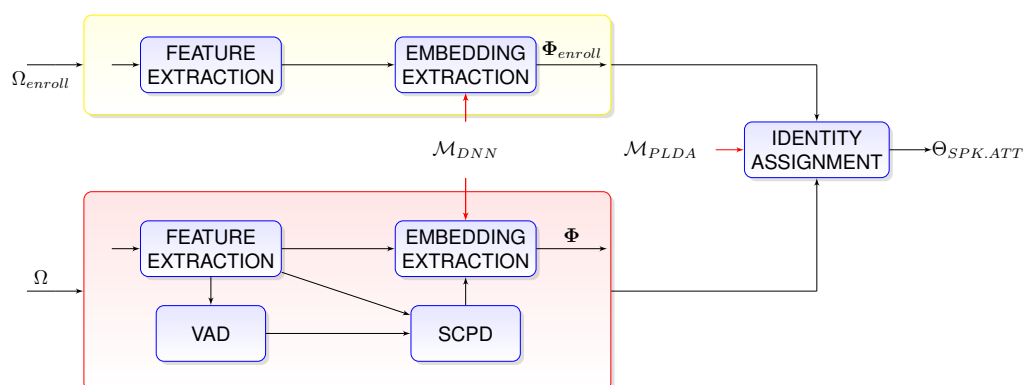 FEATURE
EXTRACTION
EMBEDDING
EXTRACTION
Φ_enroll
Ω_enroll
M_DNN
M_PLDA
IDENTITY
ASSIGNMENT
Θ_SPK.ATT
FEATURE
EXTRACTION
EMBEDDING
EXTRACTION
Φ
Ω
VAD
SCPD